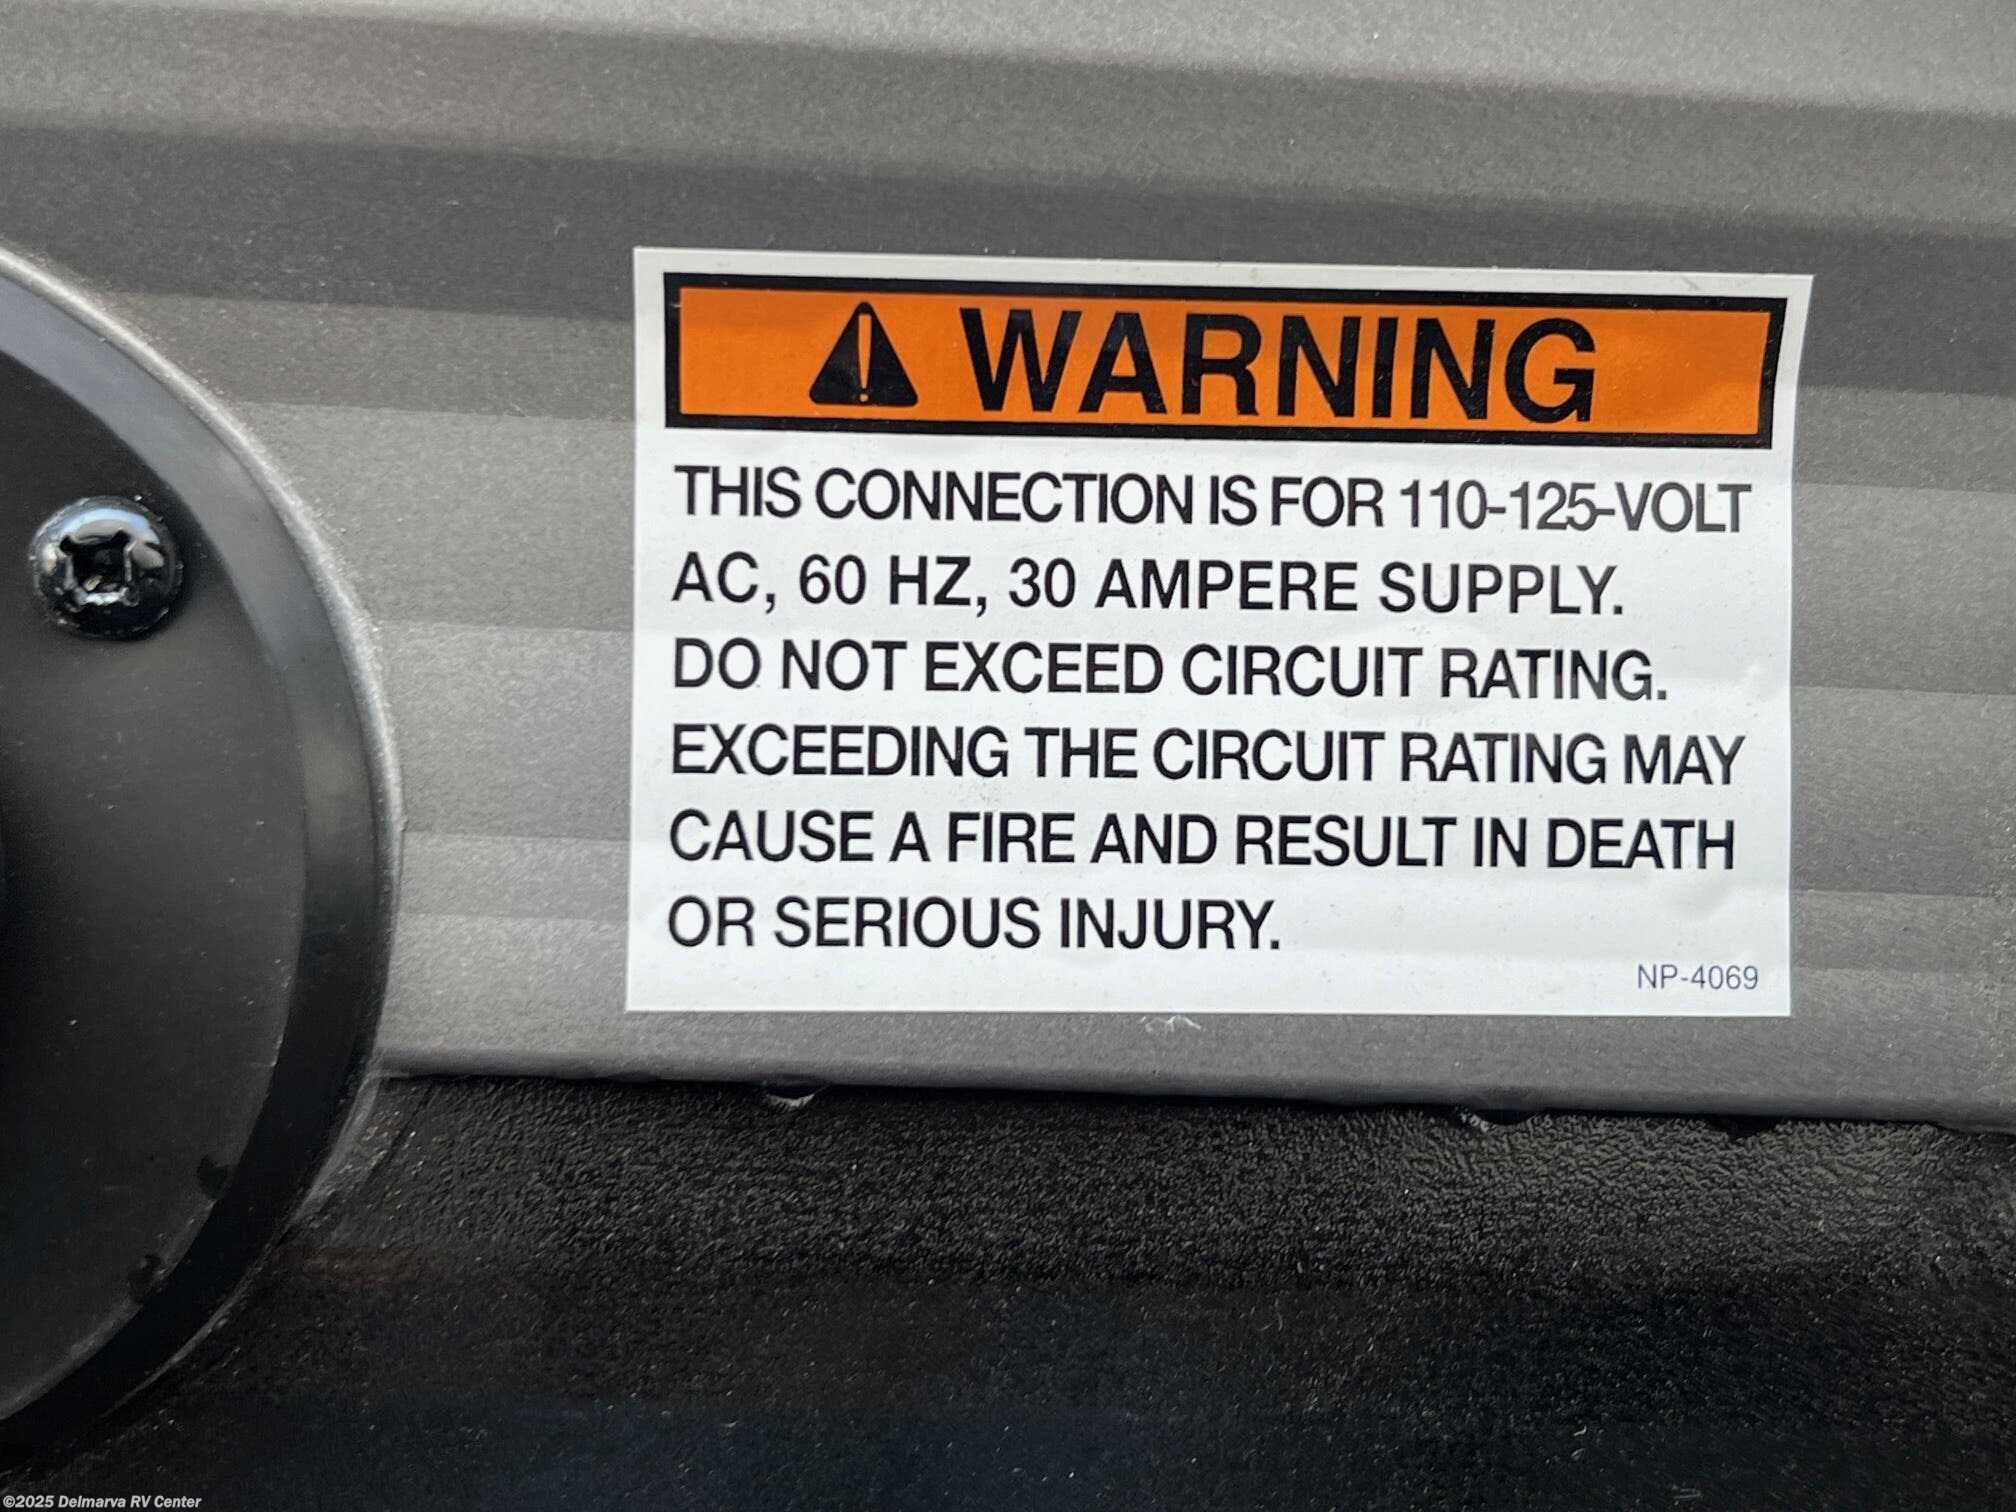 WARNING
THIS CONNECTION IS FOR 110-125-VOLT
AC, 60 HZ, 30 AMPERE SUPPLY.
DO NOT EXCEED CIRCUIT RATING.
EXCEEDING THE CIRCUIT RATING MAY
CAUSE A FIRE AND RESULT IN DEATH
OR SERIOUS INJURY.
NP-4069
©2025 Delmarva RV Center